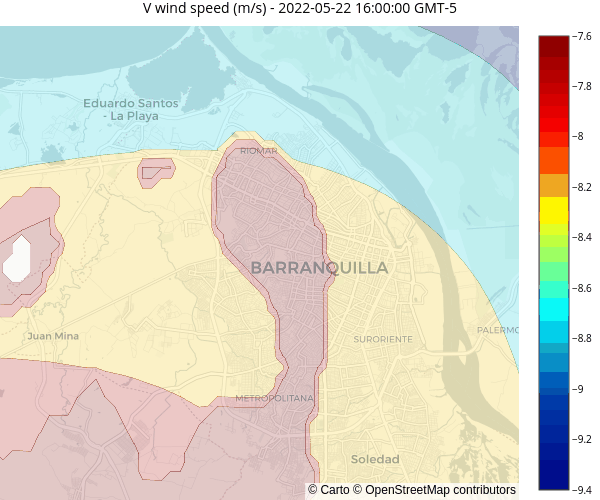 V wind speed (m/s) - 2022-05-22 16:00:00 GMT-5
−7.6
−7.8
−8
−8.2
−8.4
−8.6
−8.8
−9
−9.2
−9.4
Eduardo Santos
- La Playa
RIOMAR
BARRANQUILLA
Juan Mina
SURORIENTE
PALERMO
METROPOLITANA
Soledad
© Carto © OpenStreetMap contributors